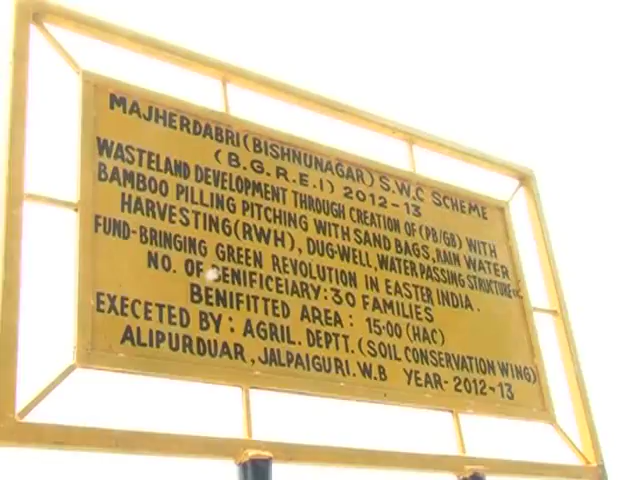 MAJHERDABRI (BISHNUNAGAR) S.W.C SCHEME
(B.G.R.E.I) 2012-13
WASTELAND DEVELOPMENT THROUGH CREATION OF (PB/GB) WITH
BAMBOO PILLING PITCHING WITH SAND BAGS, RAIN WATER
HARVESTING (RWH), DUG-WELL, WATER PASSING STRUCTURE
FUND-BRINGING GREEN REVOLUTION IN EASTER INDIA.
NO. OF BENIFICEIARY: 30 FAMILIES
BENIFITTED AREA: 15.00 (HAC)
EXECETED BY: AGRIL. DEPTT. (SOIL CONSERVATION WING)
ALIPURDUAR, JALPAIGURI. W.B YEAR-2012-13